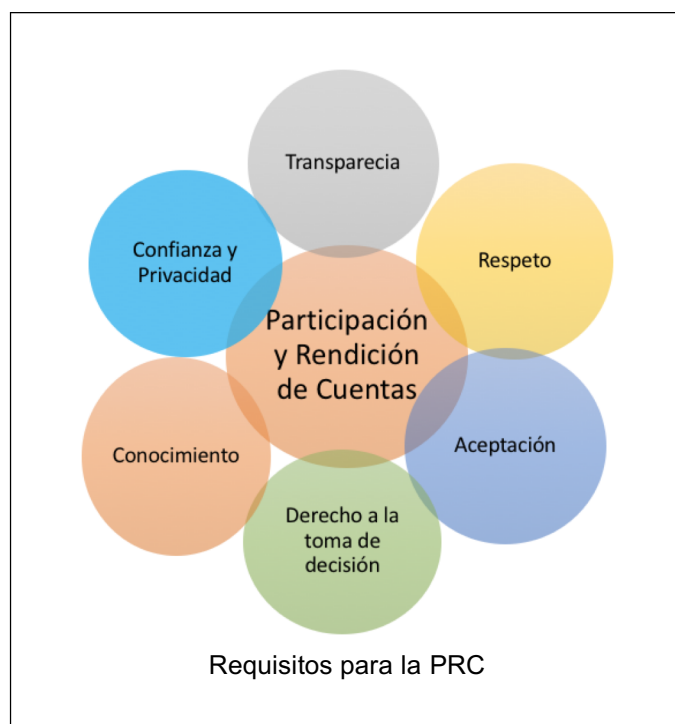 Transparecia
Confianza y
Privacidad
Respeto
Participación
y Rendición
de Cuentas
Conocimiento
Aceptación
Derecho a la
toma de
decisión
Requisitos para la PRC